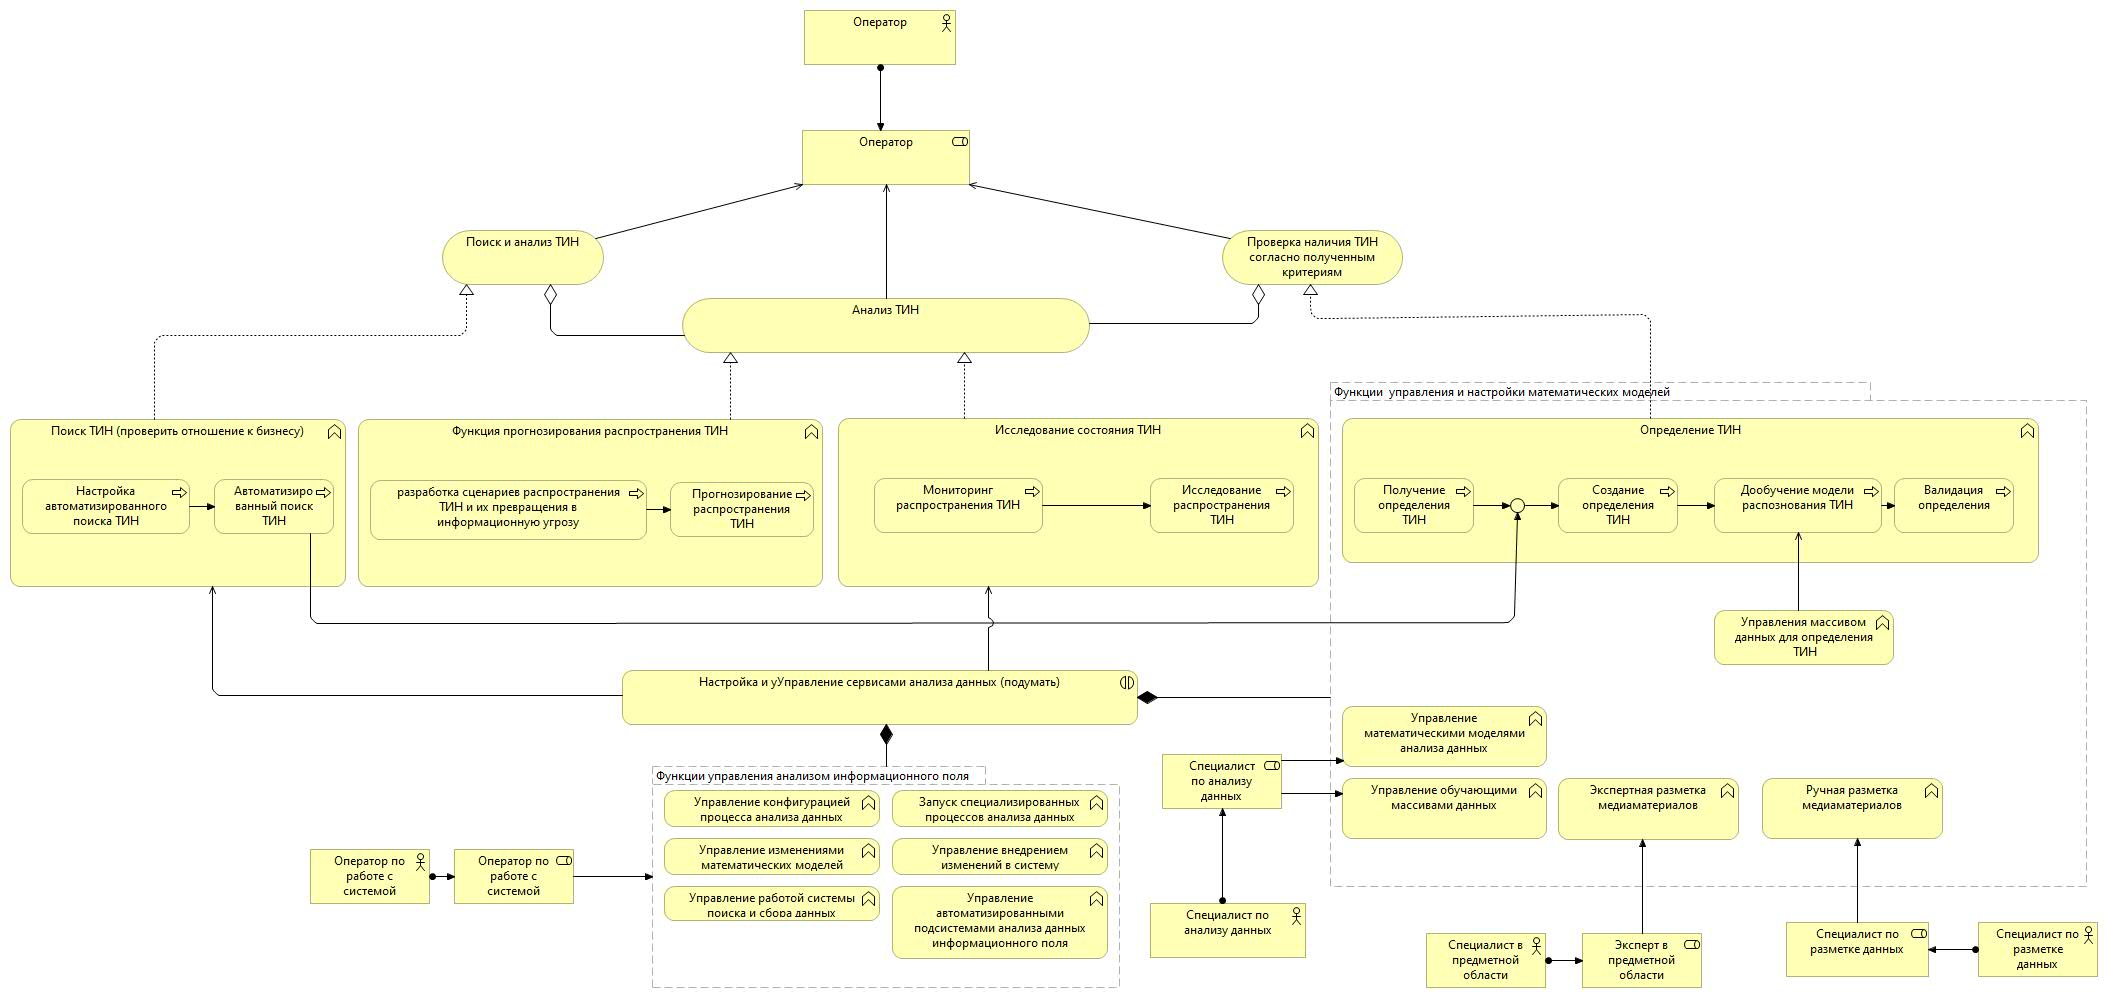 Оператор
Оператор
Поиск и анализ ТИН
Проверка наличия ТИН
согласно полученным
критериям
Анализ ТИН
Функции  управления и настройки математических моделей
Поиск ТИН (проверить отношение к бизнесу)
Настройка
автоматизированного
поиска ТИН
Автоматизиро
ванный поиск
ТИН
Функция прогнозирования распространения ТИН
разработка сценариев распространения
ТИН и их превращения в
информационную угрозу
Прогнозирование
распространения
ТИН
Исследование состояния ТИН
Мониторинг
распространения ТИН
Исследование
распространения
ТИН
Определение ТИН
Получение
определения
ТИН
Создание
определения
ТИН
Дообучение модели
распознования ТИН
Валидация
определения
Управления массивом
данных для определения
ТИН
Настройка и уУправление сервисами анализа данных (подумать)
Функции управления анализом информационного поля
Управление конфигурацией
процесса анализа данных
Запуск специализированных
процессов анализа данных
Управление изменениями
математических моделей
Управление внедрением
изменений в систему
Управление работой системы
поиска и сбора данных
Управление
автоматизированными
подсистемами анализа данных
информационного поля
Оператор по
работе с
системой
Оператор по
работе с
системой
Специалист
по анализу
данных
Специалист по
анализу данных
Управление
математическими моделями
анализа данных
Управление обучающими
массивами данных
Экспертная разметка
медиаматериалов
Ручная разметка
медиаматериалов
Специалист в
предметной
области
Эксперт в
предметной
области
Специалист по
разметке данных
Специалист по
разметке
данных